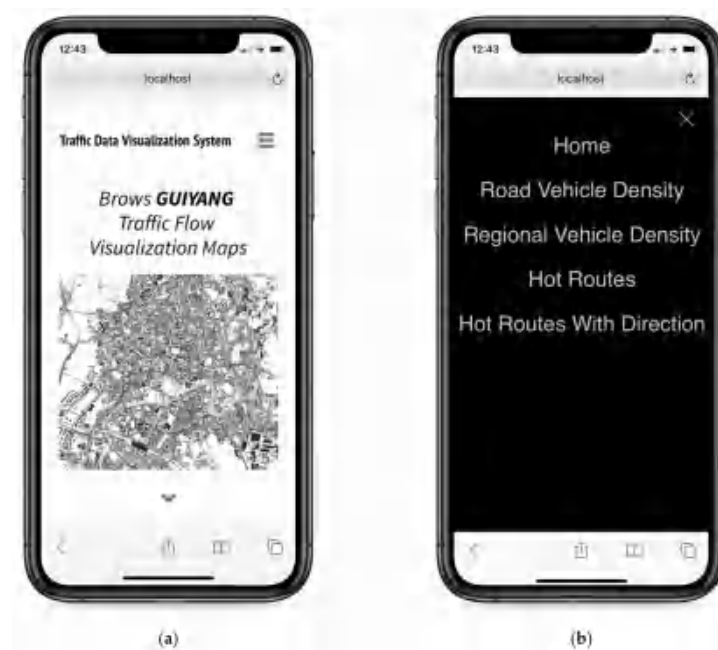 12:43
localhost
Traffic Data Visualization System
Brows GUIYANG
Traffic Flow
Visualization Maps
(a)
12:43
localhost
Home
Road Vehicle Density
Regional Vehicle Density
Hot Routes
Hot Routes With Direction
(b)